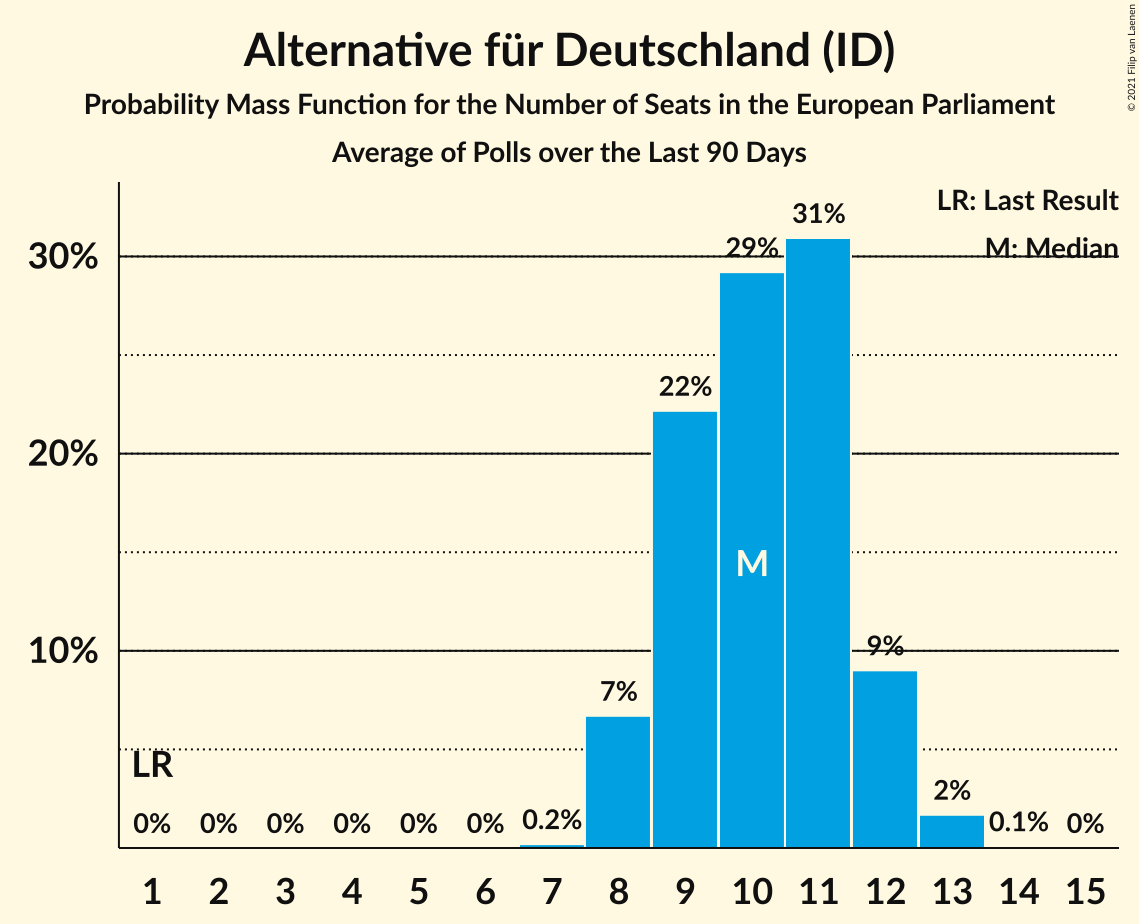 Alternative für Deutschland (ID)
Probability Mass Function for the Number of Seats in the European Parliament
Average of Polls over the Last 90 Days
© 2021 Filip van Laenen
LR: Last Result
M: Median
30%
20%
10%
LR
M
0%
0%
0%
0%
0%
0%
0.2%
7%
22%
29%
31%
9%
2%
0.1%
0%
1 2 3 4 5 6 7 8 9 10 11 12 13 14 15